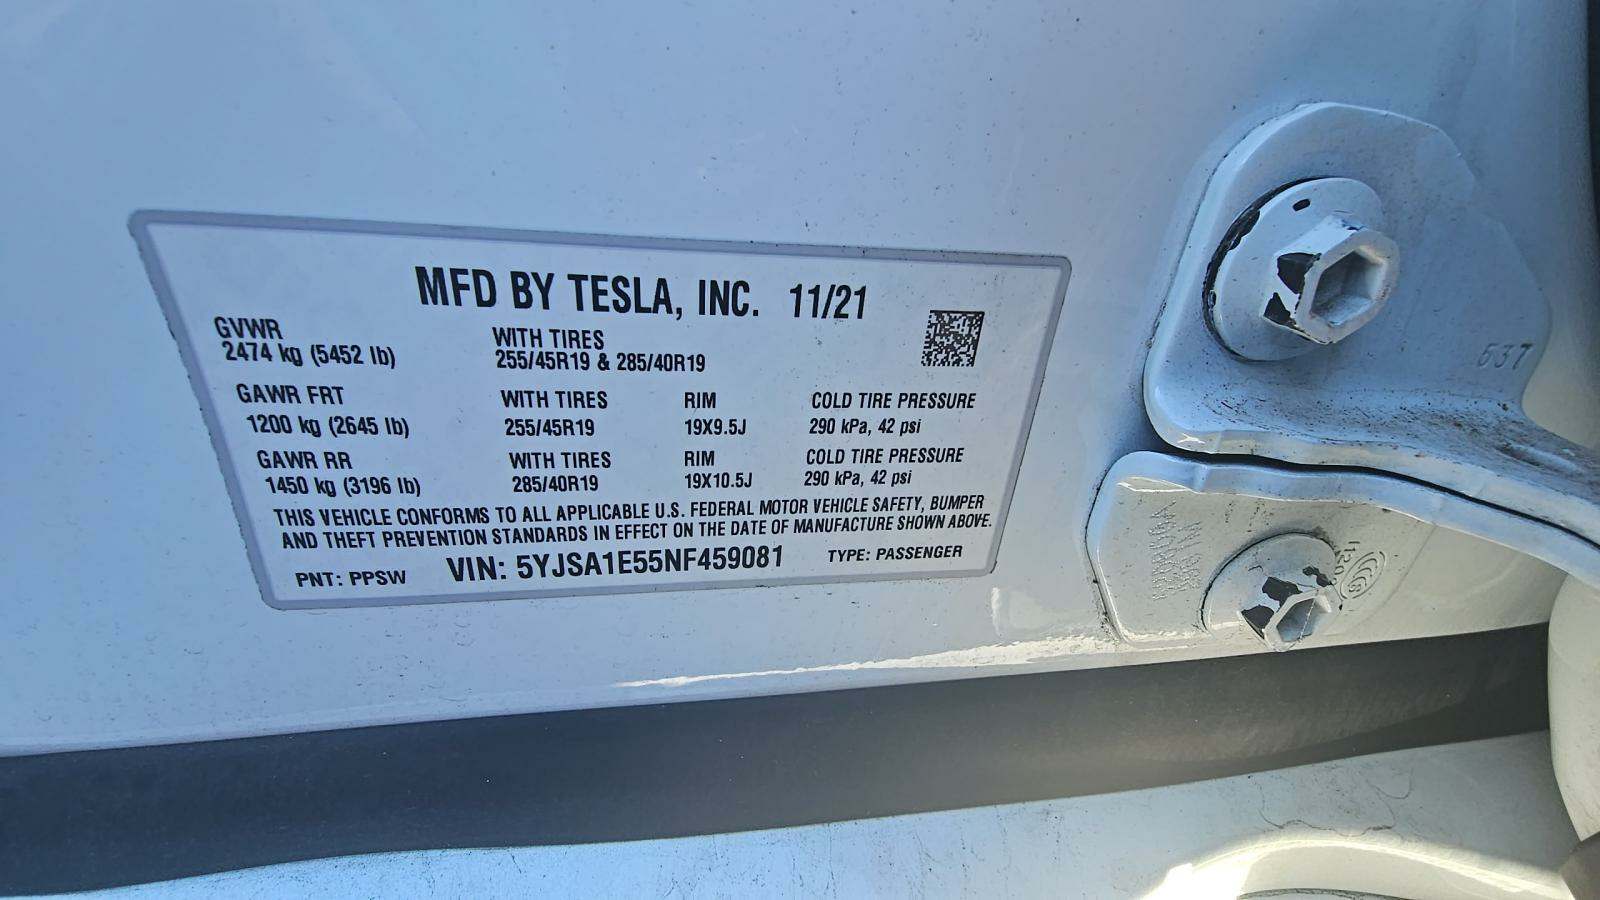 MFD BY TESLA, INC. 11/21
GVWR WITH TIRES
2474 kg (5452 lb) 255/45R19 & 285/40R19
GAWR FRT WITH TIRES RIM COLD TIRE PRESSURE
1200 kg (2645 lb) 255/45R19 19X9.5J 290 kPa, 42 psi
GAWR RR WITH TIRES RIM COLD TIRE PRESSURE
1450 kg (3196 lb) 285/40R19 19X10.5J 290 kPa, 42 psi
THIS VEHICLE CONFORMS TO ALL APPLICABLE U.S. FEDERAL MOTOR VEHICLE SAFETY, BUMPER
AND THEFT PREVENTION STANDARDS IN EFFECT ON THE DATE OF MANUFACTURE SHOWN ABOVE.
PNT: PPSW VIN: 5YJSA1E55NF459081 TYPE: PASSENGER
537